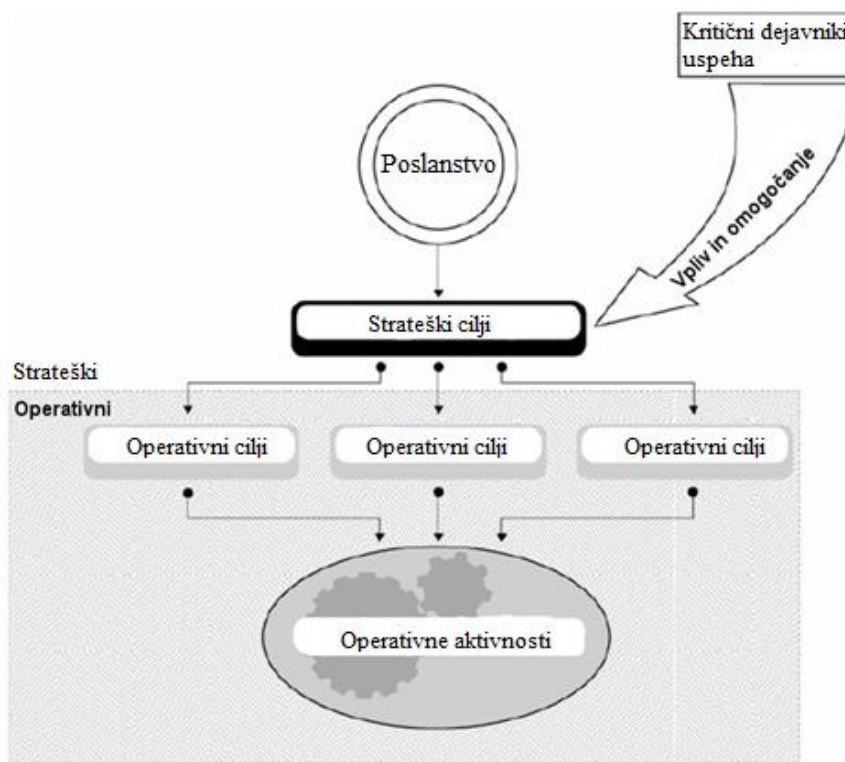 Kritični dejavniki
uspeha
Poslanstvo
Vpliv in omogočanje
Strateški cilji
Strateški
Operativni
Operativni cilji
Operativni cilji
Operativni cilji
Operativne aktivnosti